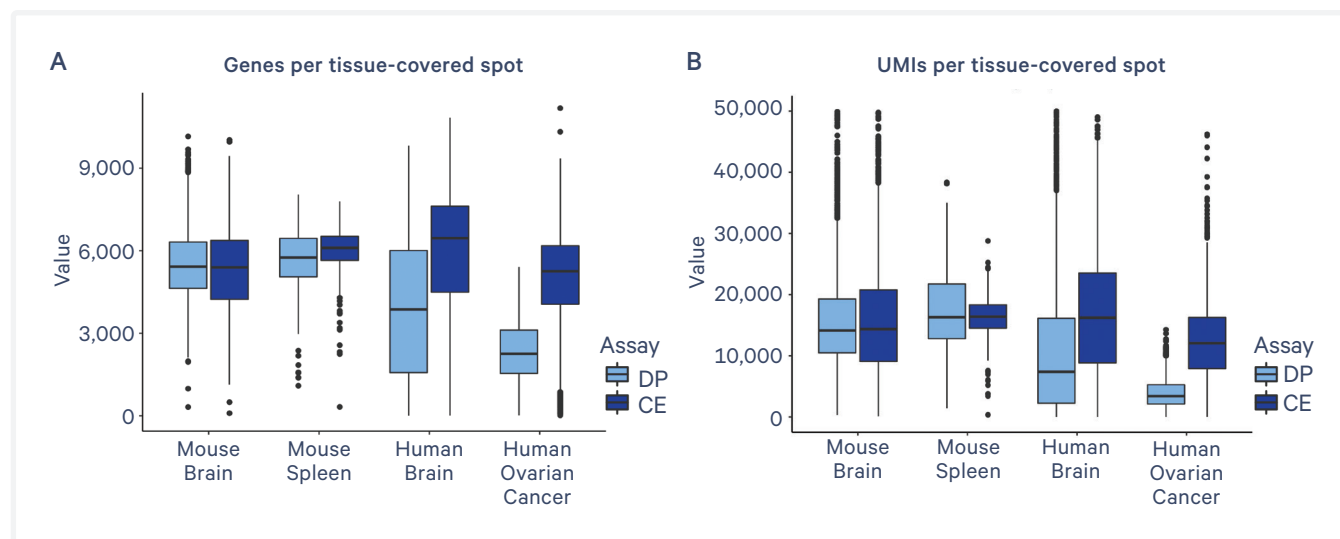 A
Genes per tissue-covered spot
Value
9,000
6,000
3,000
0
Mouse Brain
Mouse Spleen
Human Brain
Human Ovarian Cancer
Assay
DP
CE
B
UMIs per tissue-covered spot
Value
50,000
40,000
30,000
20,000
10,000
0
Mouse Brain
Mouse Spleen
Human Brain
Human Ovarian Cancer
Assay
DP
CE